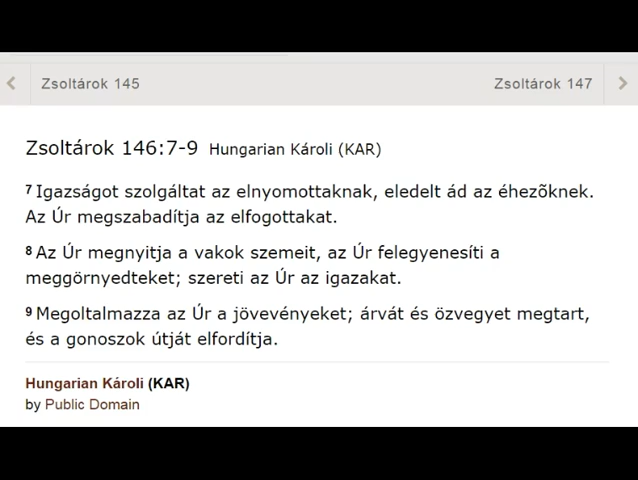 Zsoltárok 145
Zsoltárok 147
Zsoltárok 146:7-9 Hungarian Károli (KAR)
7 Igazságot szolgáltat az elnyomottaknak, eledelt ád az éhezõknek.
Az Úr megszabadítja az elfogottakat.
8 Az Úr megnyitja a vakok szemeit, az Úr felegyenesíti a
meggörnyedteket; szereti az Úr az igazakat.
9 Megoltalmazza az Úr a jövevényeket; árvát és özvegyet megtart,
és a gonoszok útját elfordítja.
Hungarian Károli (KAR)
by Public Domain